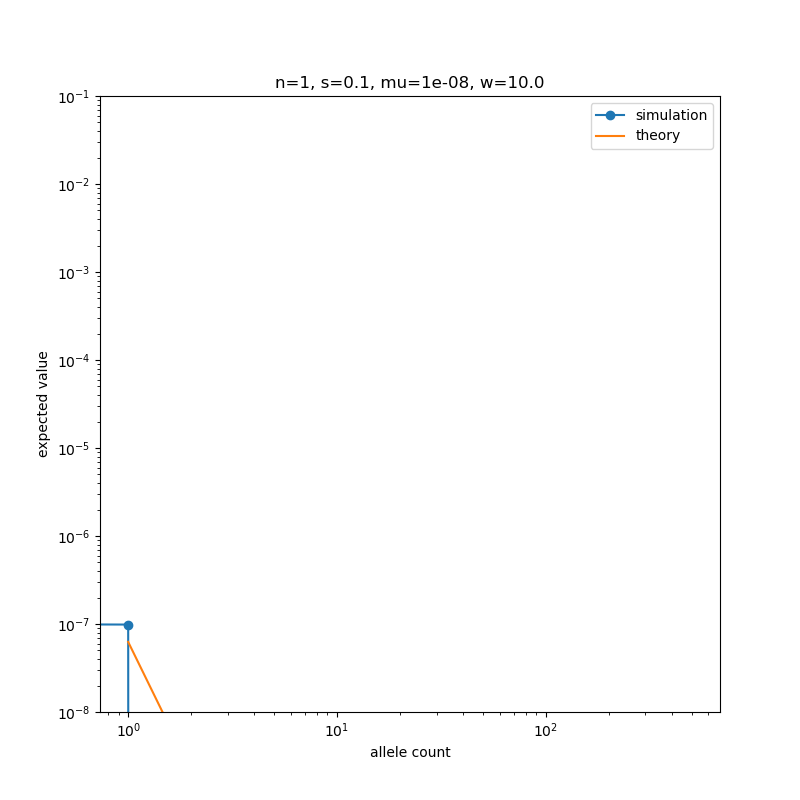 n=1, s=0.1, mu=1e-08, w=10.0
simulation
theory
expected value
10⁻¹
10⁻²
10⁻³
10⁻⁴
10⁻⁵
10⁻⁶
10⁻⁷
10⁻⁸
10⁰
10¹
10²
allele count